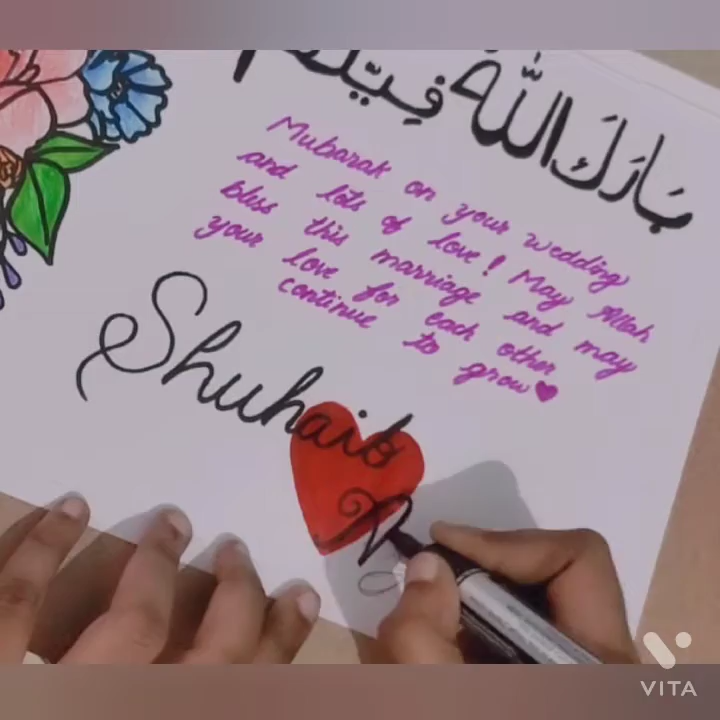 بَارَكَ اللّٰهُ
Mubarak on your wedding
and lots of love! May Allah
bless this marriage and may
your love for each other
continue to grow♥
Shuhaib
VITA